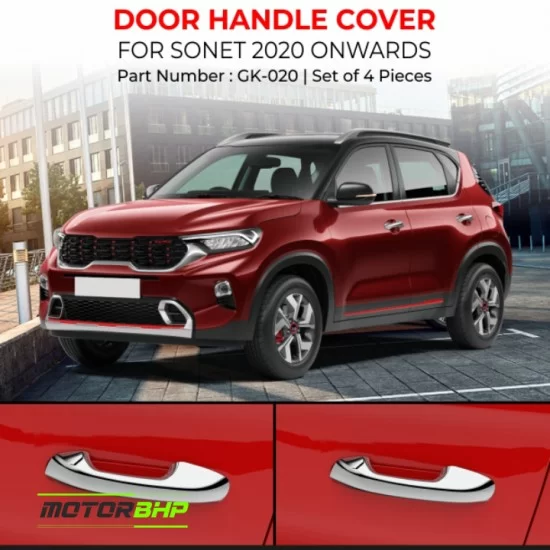 DOOR HANDLE COVER
FOR SONET 2020 ONWARDS
Part Number : GK-020 | Set of 4 Pieces
MOTORBHP